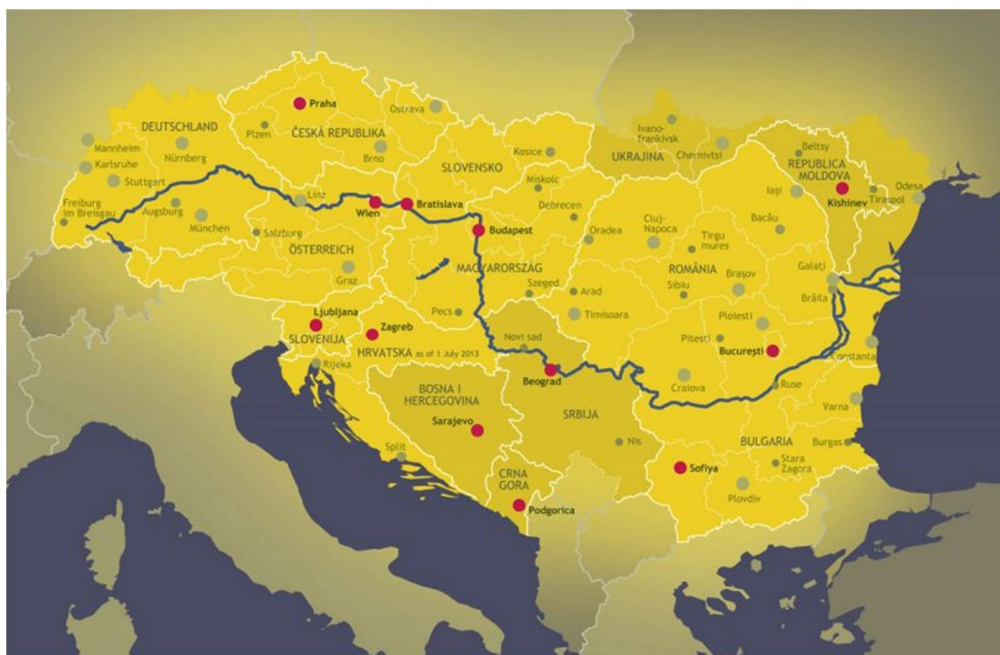 Praha
Ostrava
Plzen
ČESKÁ REPUBLIKA
Brno
DEUTSCHLAND
Mannheim
Nürnberg
Karlsruhe
Stuttgart
Freiburg
im Breisgau
Augsburg
München
Linz
Wien
Bratislava
Salzburg
ÖSTERREICH
Graz
SLOVENSKO
Kosice
Miskolc
Debrecen
Budapest
MAGYARORSZÁG
Szeged
Pecs
Ivano-
frankivsk
UKRAJINA
Chernivtsi
Beltsy
REPUBLICA
MOLDOVA
Kishinev
Tiraspol
Odesa
Iași
Bacău
Cluj-
Napoca
Oradea
Tirgu
mures
ROMÂNIA
Arad
Sibiu
Brașov
Galați
Brăila
Timisoara
Ploiesti
Pitești
București
Constanta
Craiova
Ljubljana
SLOVENIJA
Zagreb
HRVATSKA as of 1 July 2013
Rijeka
Novi sad
Beograd
BOSNA I
HERCEGOVINA
Sarajevo
SRBIJA
Split
Nis
CRNA
GORA
Podgorica
Ruse
Varna
BULGARIA
Burgas
Stara
Zagora
Sofiya
Plovdiv